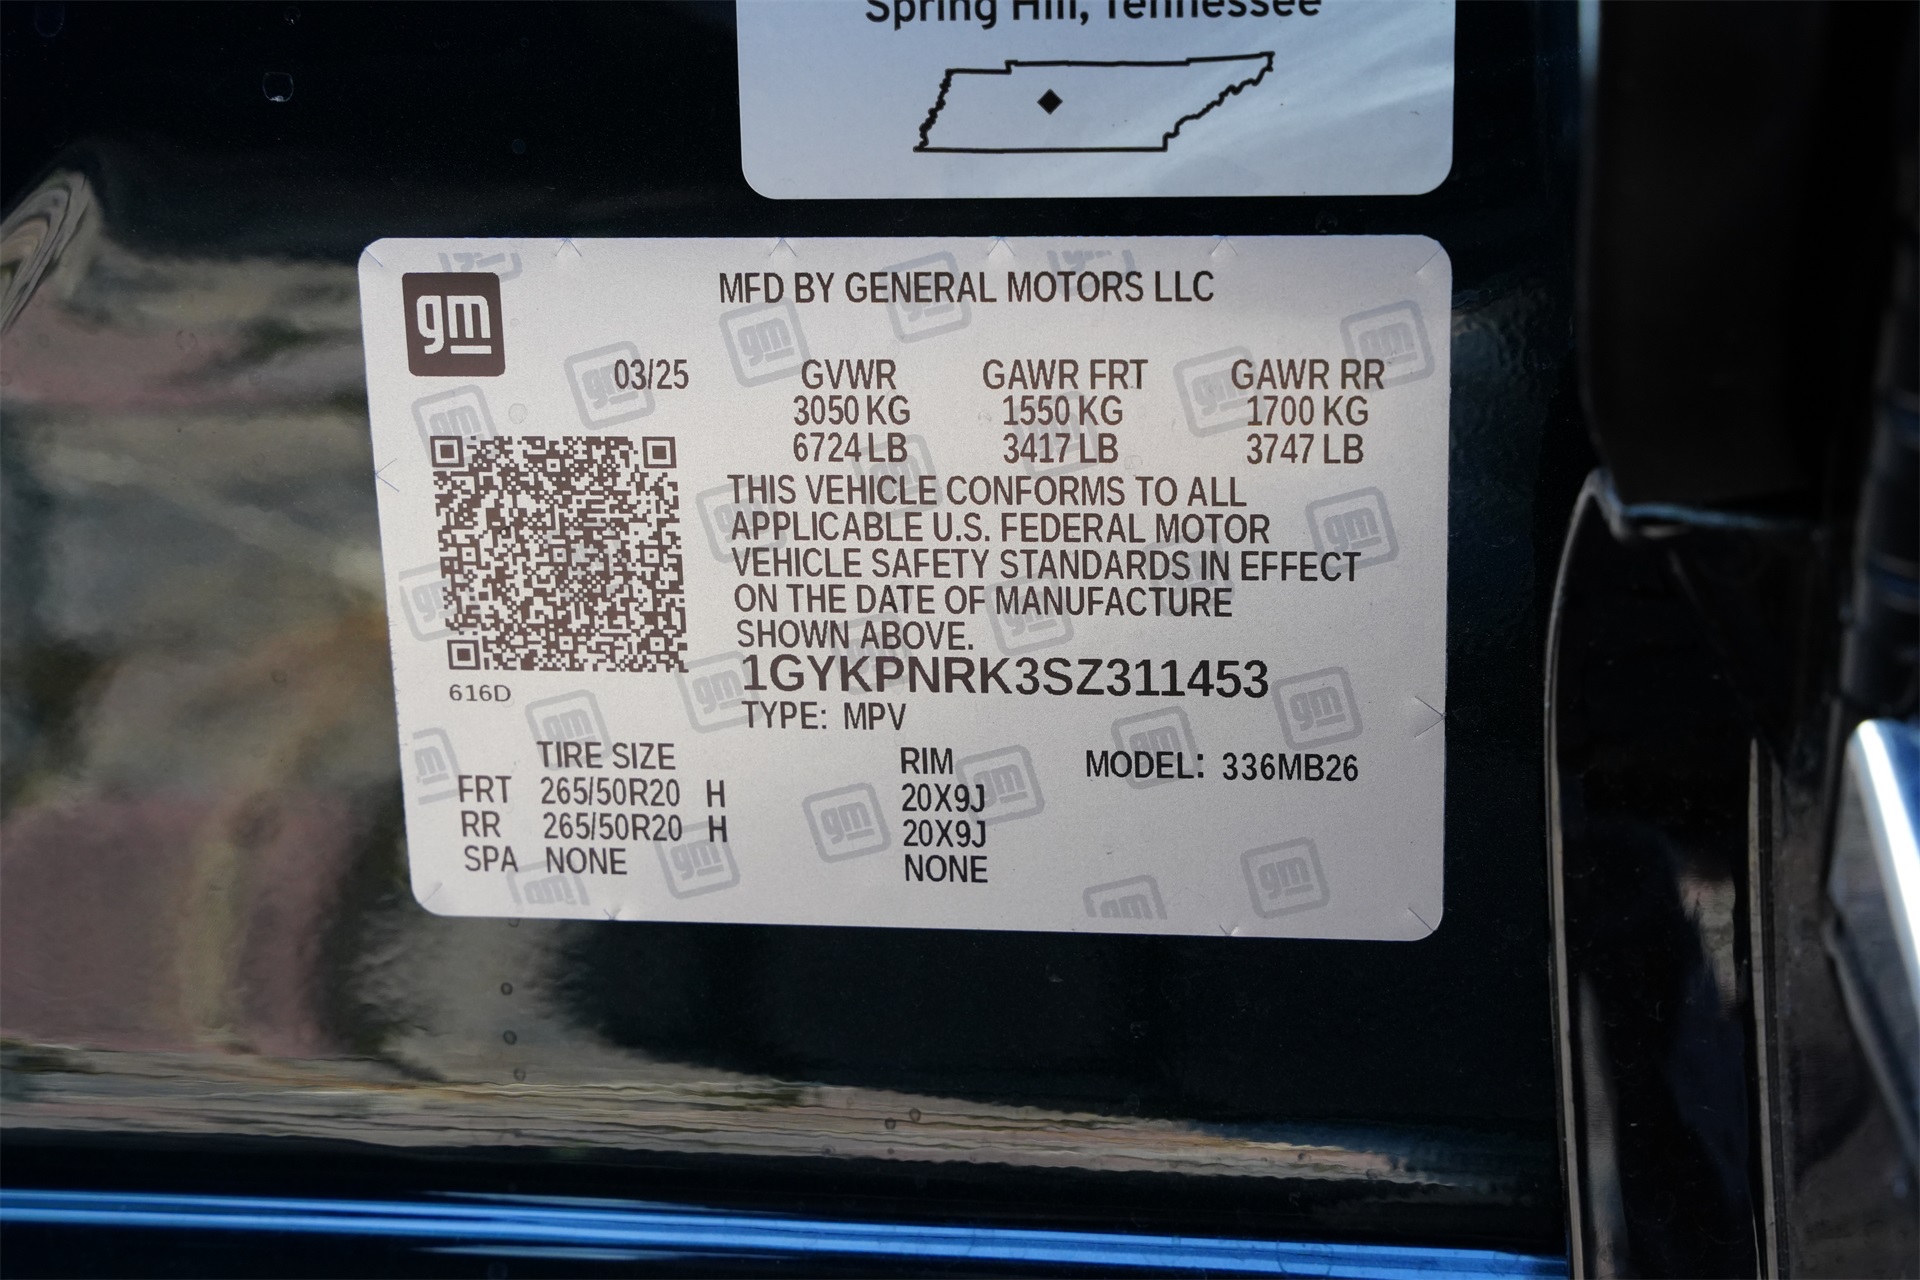 Spring Hill, Tennessee
gm
MFD BY GENERAL MOTORS LLC
03/25 GVWR GAWR FRT GAWR RR
3050 KG 1550 KG 1700 KG
6724 LB 3417 LB 3747 LB
THIS VEHICLE CONFORMS TO ALL
APPLICABLE U.S. FEDERAL MOTOR
VEHICLE SAFETY STANDARDS IN EFFECT
ON THE DATE OF MANUFACTURE
SHOWN ABOVE.
1GYKPNRK3SZ311453
616D
TYPE: MPV
TIRE SIZE RIM MODEL: 336MB26
FRT 265/50R20 H 20X9J
RR 265/50R20 H 20X9J
SPA NONE NONE